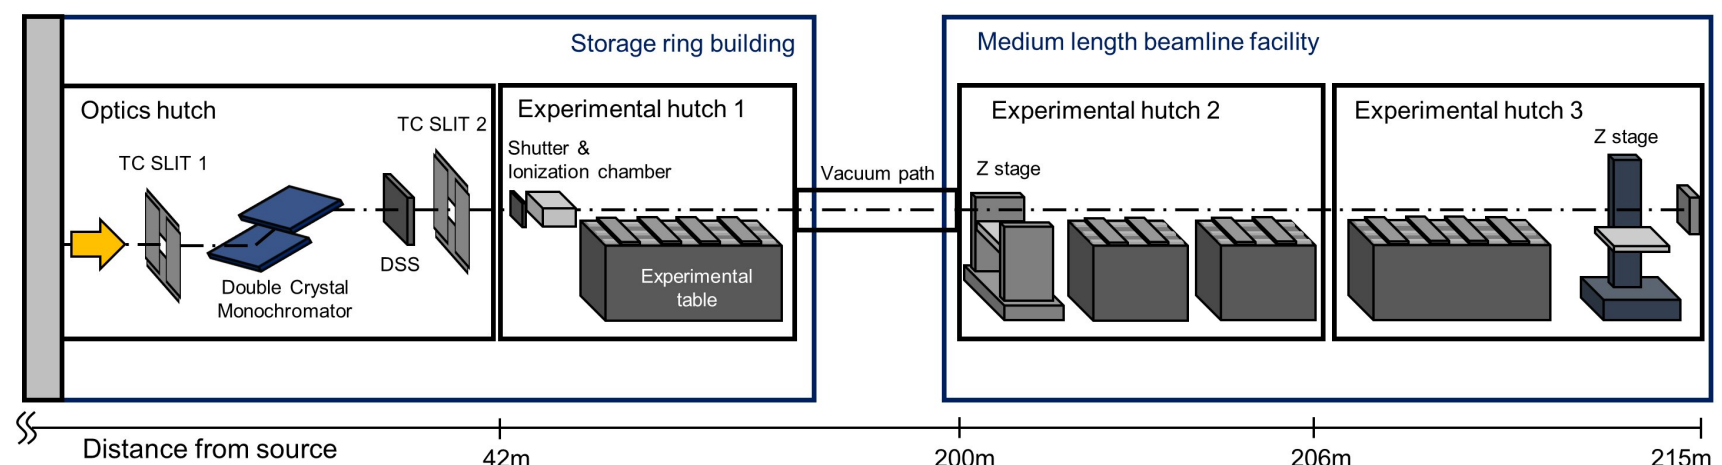 Storage ring building
Medium length beamline facility
Optics hutch
Experimental hutch 1
Experimental hutch 2
Experimental hutch 3
TC SLIT 1
TC SLIT 2
Shutter &
Ionization chamber
Vacuum path
Z stage
Z stage
DSS
Double Crystal
Monochromator
Experimental
table
Distance from source
42m
200m
206m
215m